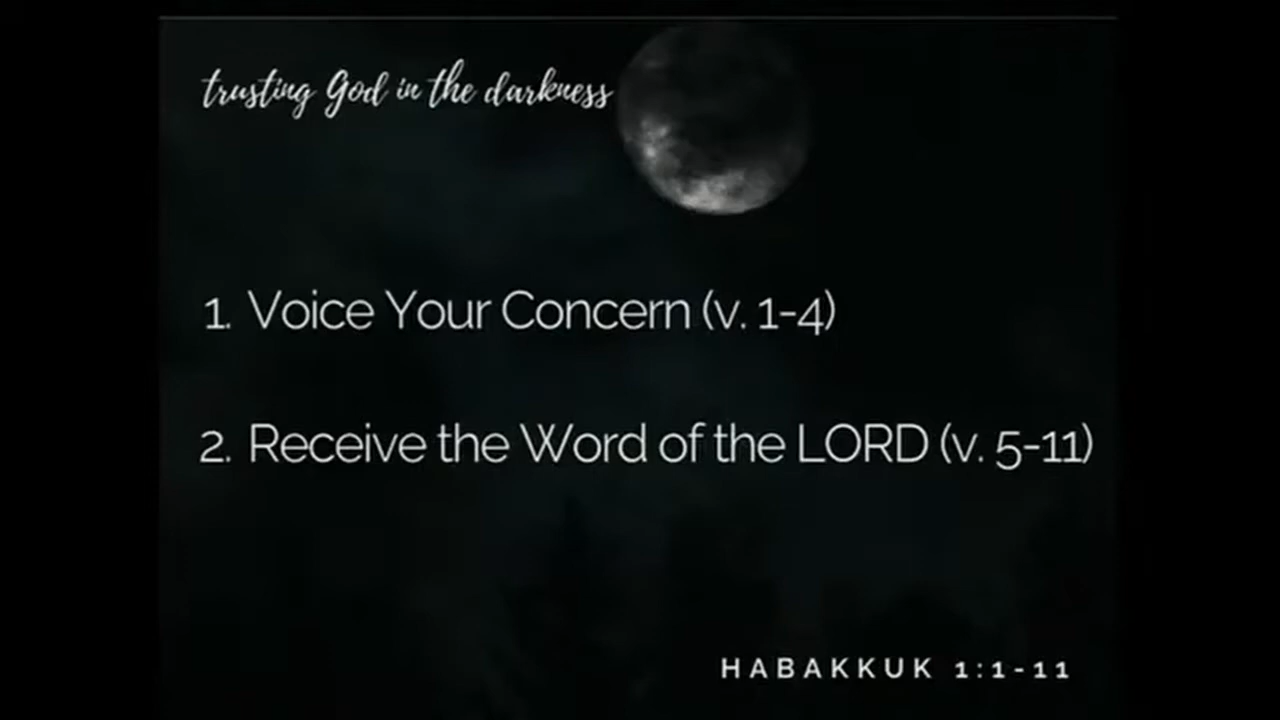 trusting God in the darkness
1. Voice Your Concern (v. 1-4)
2. Receive the Word of the LORD (v. 5-11)
HABAKKUK 1:1-11